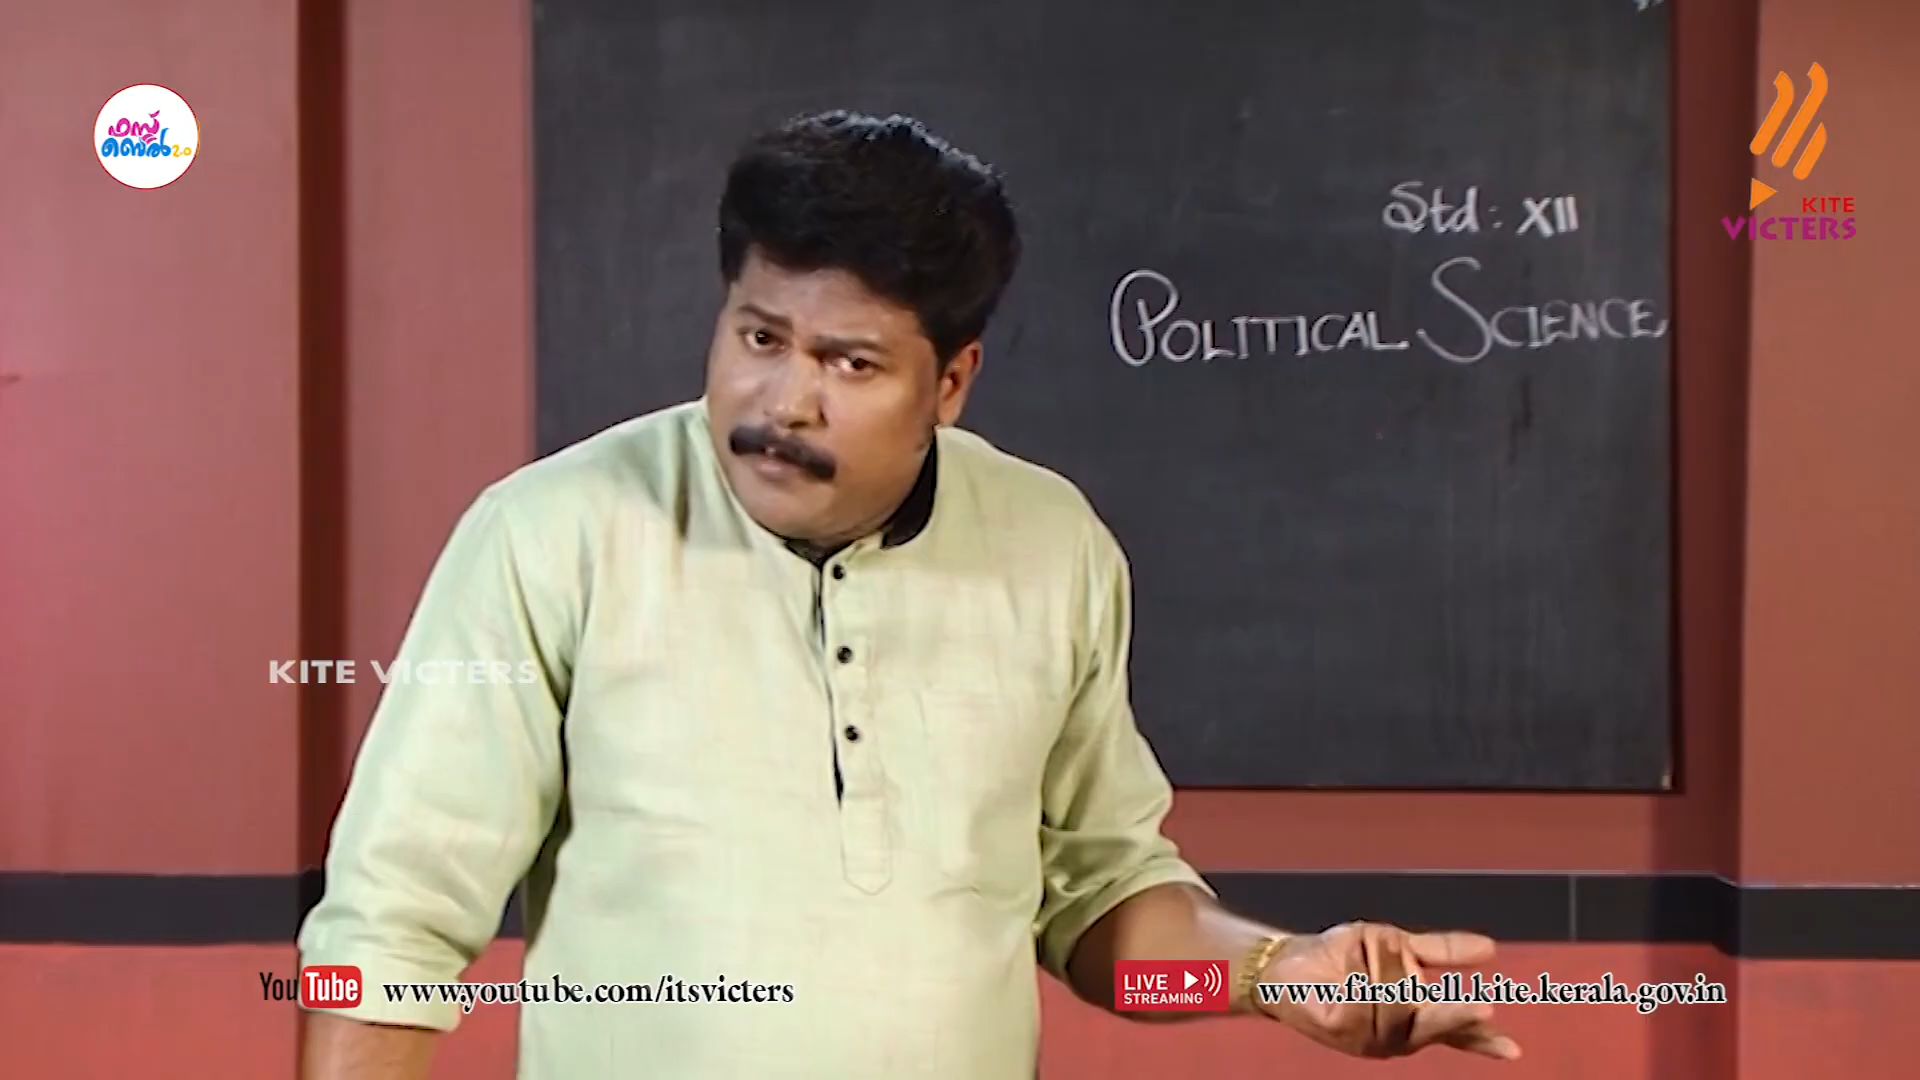 ഫസ്റ്റ്
ബെൽ 2.0
KITE
VICTERS
Std : XII
POLITICAL SCIENCE
KITE VICTERS
YouTube www.youtube.com/itsvicters
LIVE
STREAMING
www.firstbell.kite.kerala.gov.in